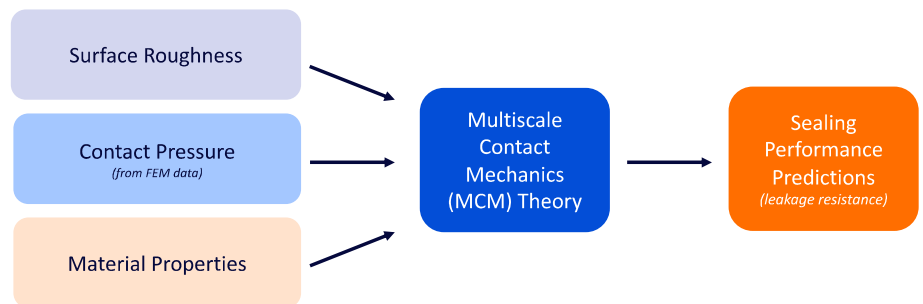 Surface Roughness
Contact Pressure
(from FEM data)
Material Properties
Multiscale
Contact
Mechanics
(MCM) Theory
Sealing
Performance
Predictions
(leakage resistance)